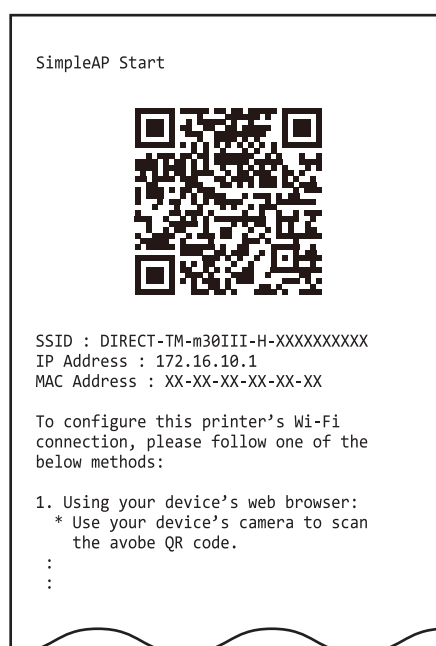 SimpleAP Start
SSID : DIRECT-TM-m30III-H-XXXXXXXXXX
IP Address : 172.16.10.1
MAC Address : XX-XX-XX-XX-XX-XX
To configure this printer’s Wi-Fi
connection, please follow one of the
below methods:
1. Using your device’s web browser:
* Use your device’s camera to scan
the avobe QR code.
:
: